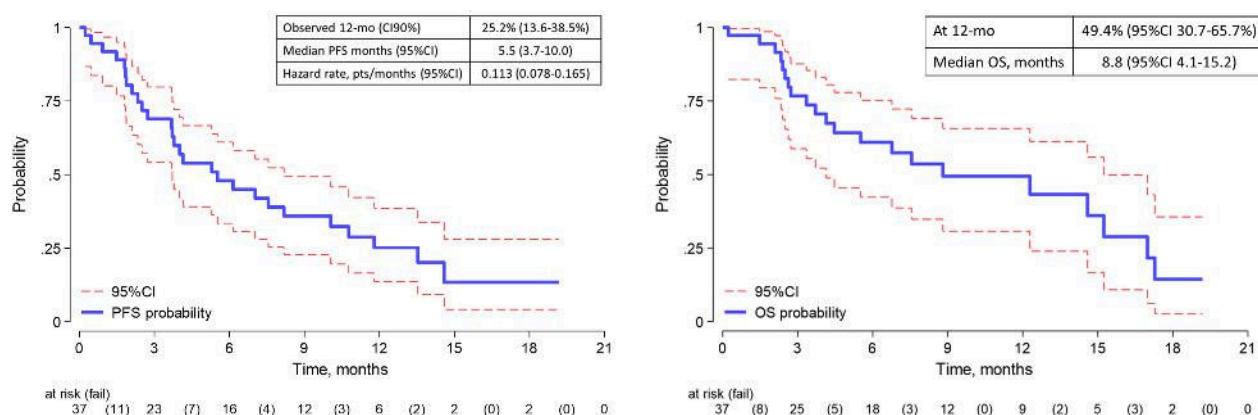 Observed 12-mo (CI90%) 25.2% (13.6-38.5%)
Median PFS months (95%CI) 5.5 (3.7-10.0)
Hazard rate, pts/months (95%CI) 0.113 (0.078-0.165)
1
.75
.5
.25
0
Probability
95%CI
PFS probability
0 3 6 9 12 15 18 21
Time, months
at risk (fail)
37 (11) 23 (7) 16 (4) 12 (3) 6 (2) 2 (0) 2 (0) 0
At 12-mo 49.4% (95%CI 30.7-65.7%)
Median OS, months 8.8 (95%CI 4.1-15.2)
1
.75
.5
.25
0
Probability
95%CI
OS probability
0 3 6 9 12 15 18 21
Time, months
at risk (fail)
37 (8) 25 (5) 18 (3) 12 (0) 9 (2) 5 (3) 2 (0) 0